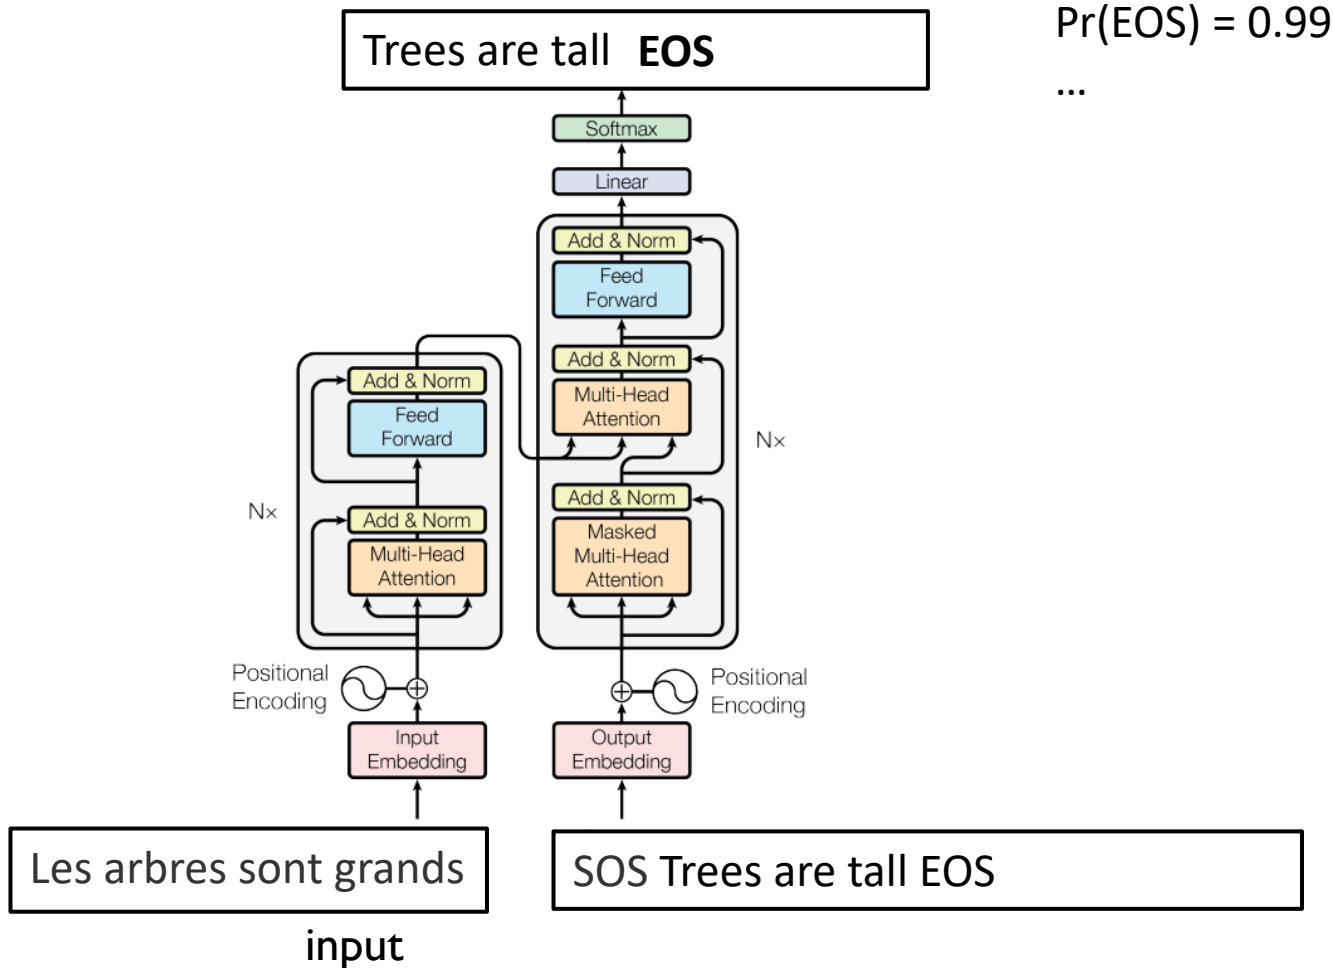 Pr(EOS) = 0.99
...
Trees are tall EOS
Softmax
Linear
Add & Norm
Feed
Forward
Add & Norm
Multi-Head
Attention
Nx
Add & Norm
Masked
Multi-Head
Attention
Add & Norm
Feed
Forward
Nx
Add & Norm
Multi-Head
Attention
Positional
Encoding
Positional
Encoding
Input
Embedding
Output
Embedding
Les arbres sont grands
SOS Trees are tall EOS
input